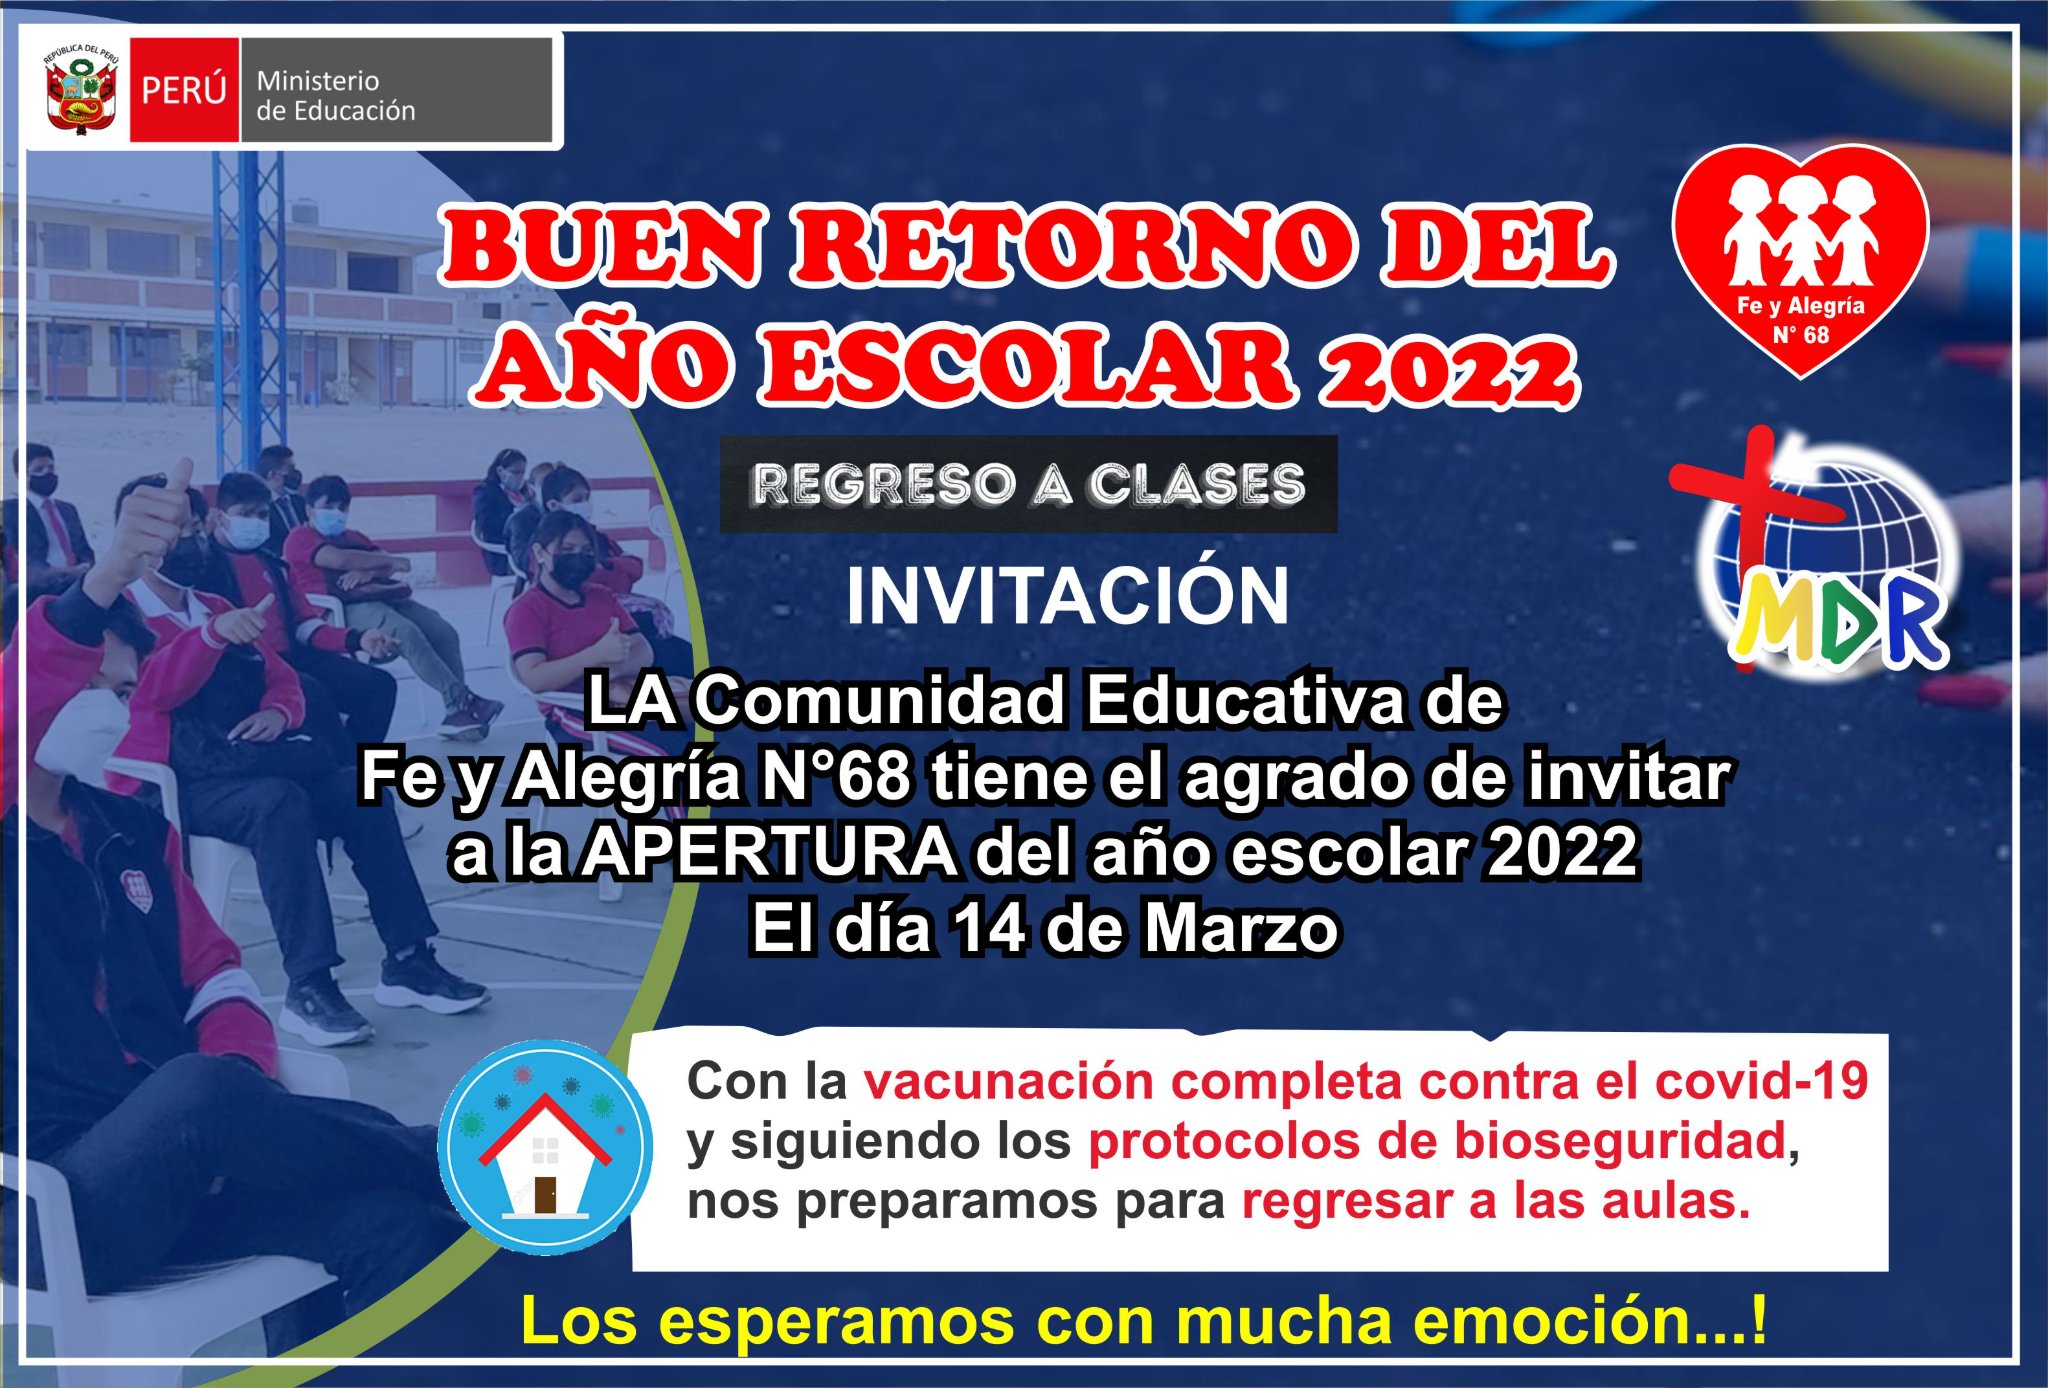 REPÚBLICA DEL PERÚ
PERÚ
Ministerio
de Educación
BUEN RETORNO DEL
AÑO ESCOLAR 2022
Fe y Alegría
N° 68
REGRESO A CLASES
MDR
INVITACIÓN
LA Comunidad Educativa de
Fe y Alegría N°68 tiene el agrado de invitar
a la APERTURA del año escolar 2022
El día 14 de Marzo
Con la vacunación completa contra el covid-19
y siguiendo los protocolos de bioseguridad,
nos preparamos para regresar a las aulas.
Los esperamos con mucha emoción...!